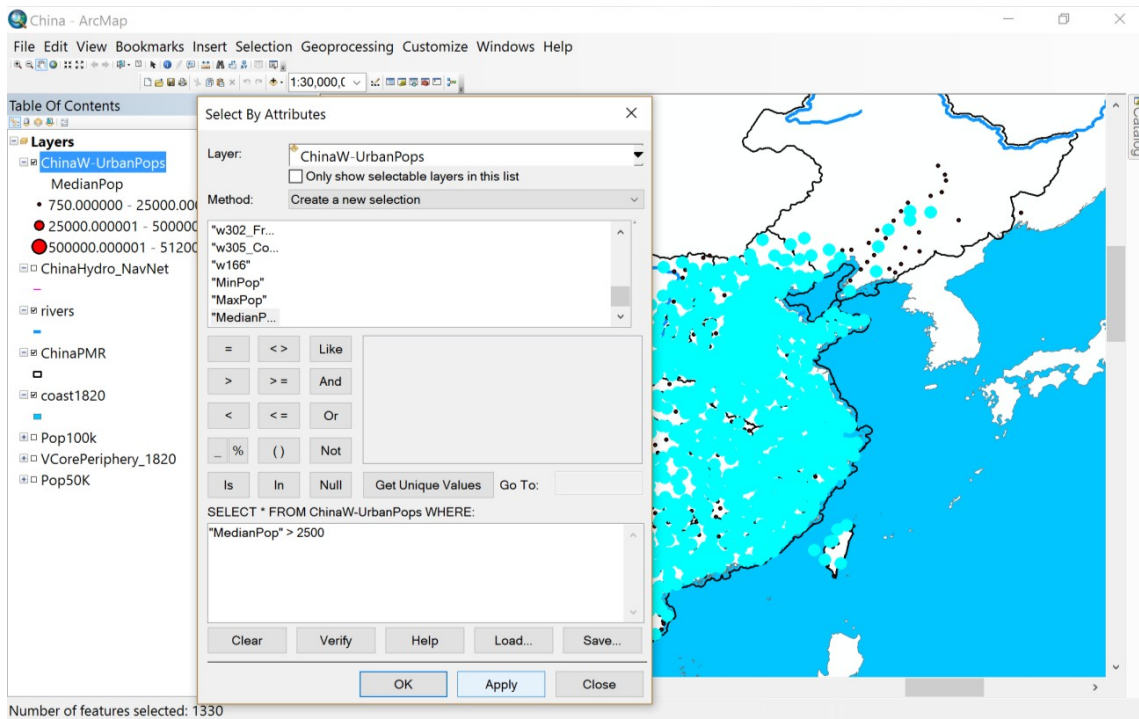 China - ArcMap
File Edit View Bookmarks Insert Selection Geoprocessing Customize Windows Help
1:30,000,(
Table Of Contents
Layers
ChinaW-UrbanPops
MedianPop
750.000000 - 25000.00
25000.000001 - 500000
500000.000001 - 51200
ChinaHydro_NavNet
rivers
ChinaPMR
coast1820
Pop100k
VCorePeriphery_1820
Pop50K
Select By Attributes
Layer: ChinaW-UrbanPops
Only show selectable layers in this list
Method: Create a new selection
"w302_Fr...
"w305_Co...
"w166"
"MinPop"
"MaxPop"
"MedianP...
= <> Like
> >= And
< <= Or
_ % () Not
Is In Null Get Unique Values Go To:
SELECT * FROM ChinaW-UrbanPops WHERE:
"MedianPop" > 2500
Clear Verify Help Load... Save...
OK Apply Close
Catalog
Number of features selected: 1330